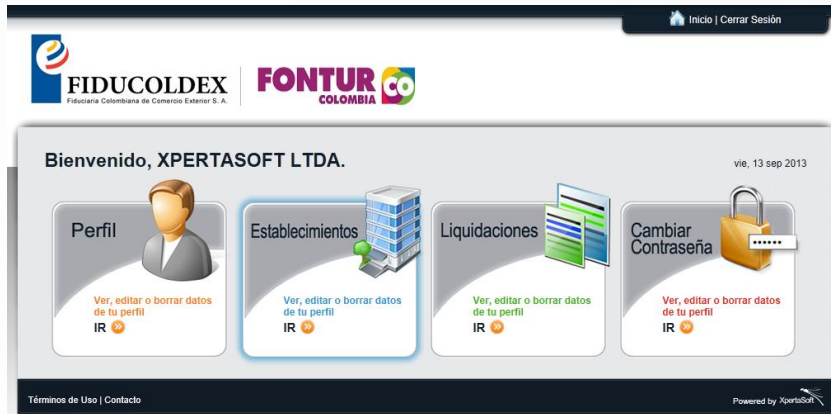 Inicio | Cerrar Sesión
FIDUCOLDEX
Fiduciaria Colombiana de Comercio Exterior S. A.
FONTUR CO
COLOMBIA
Bienvenido, XPERTASOFT LTDA.
vie, 13 sep 2013
Perfil
Ver, editar o borrar datos
de tu perfil
IR
Establecimientos
Ver, editar o borrar datos
de tu perfil
IR
Liquidaciones
Ver, editar o borrar datos
de tu perfil
IR
Cambiar
Contraseña
Ver, editar o borrar datos
de tu perfil
IR
Términos de Uso | Contacto
Powered by XpertaSoft